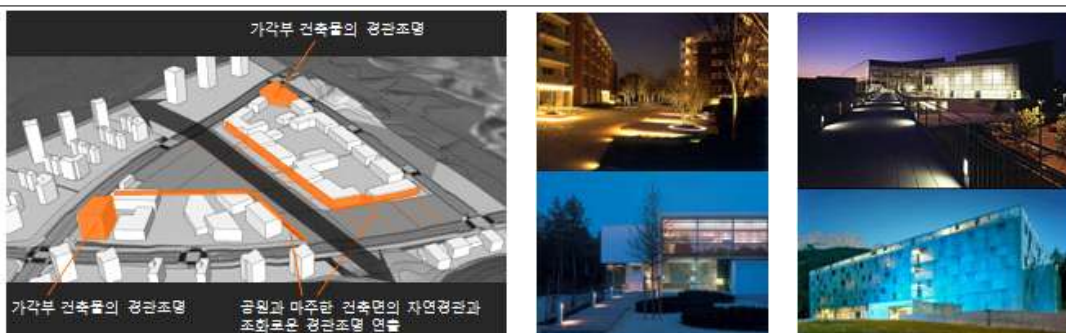 가각부 건축물의 경관조명
가각부 건축물의 경관조명
공원과 마주한 건축면의 자연경관과
조화로운 경관조명 연출